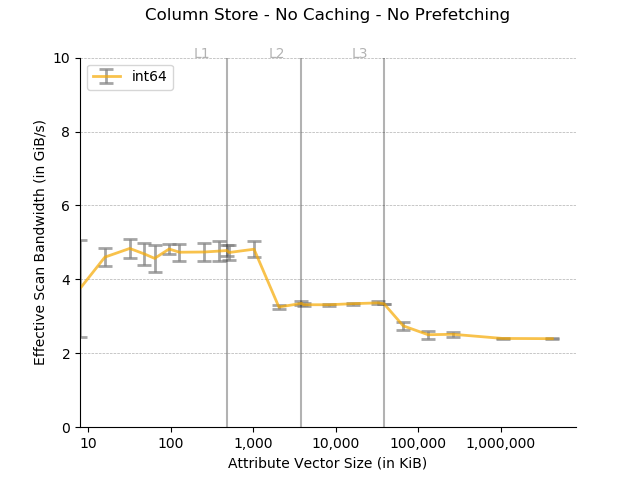 Column Store - No Caching - No Prefetching
L1 L2 L3
int64
10
8
6
4
2
0
Effective Scan Bandwidth (in GiB/s)
10 100 1,000 10,000 100,000 1,000,000
Attribute Vector Size (in KiB)